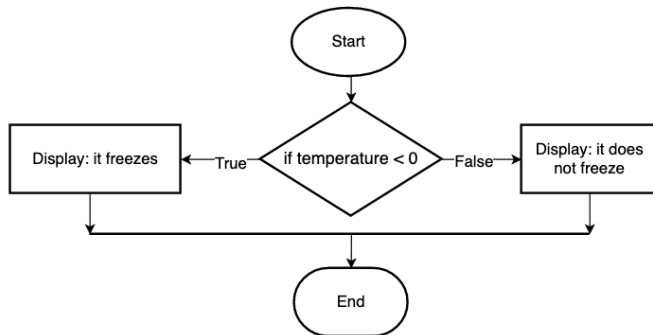 Start
Display: it freezes
True
if temperature < 0
False
Display: it does
not freeze
End